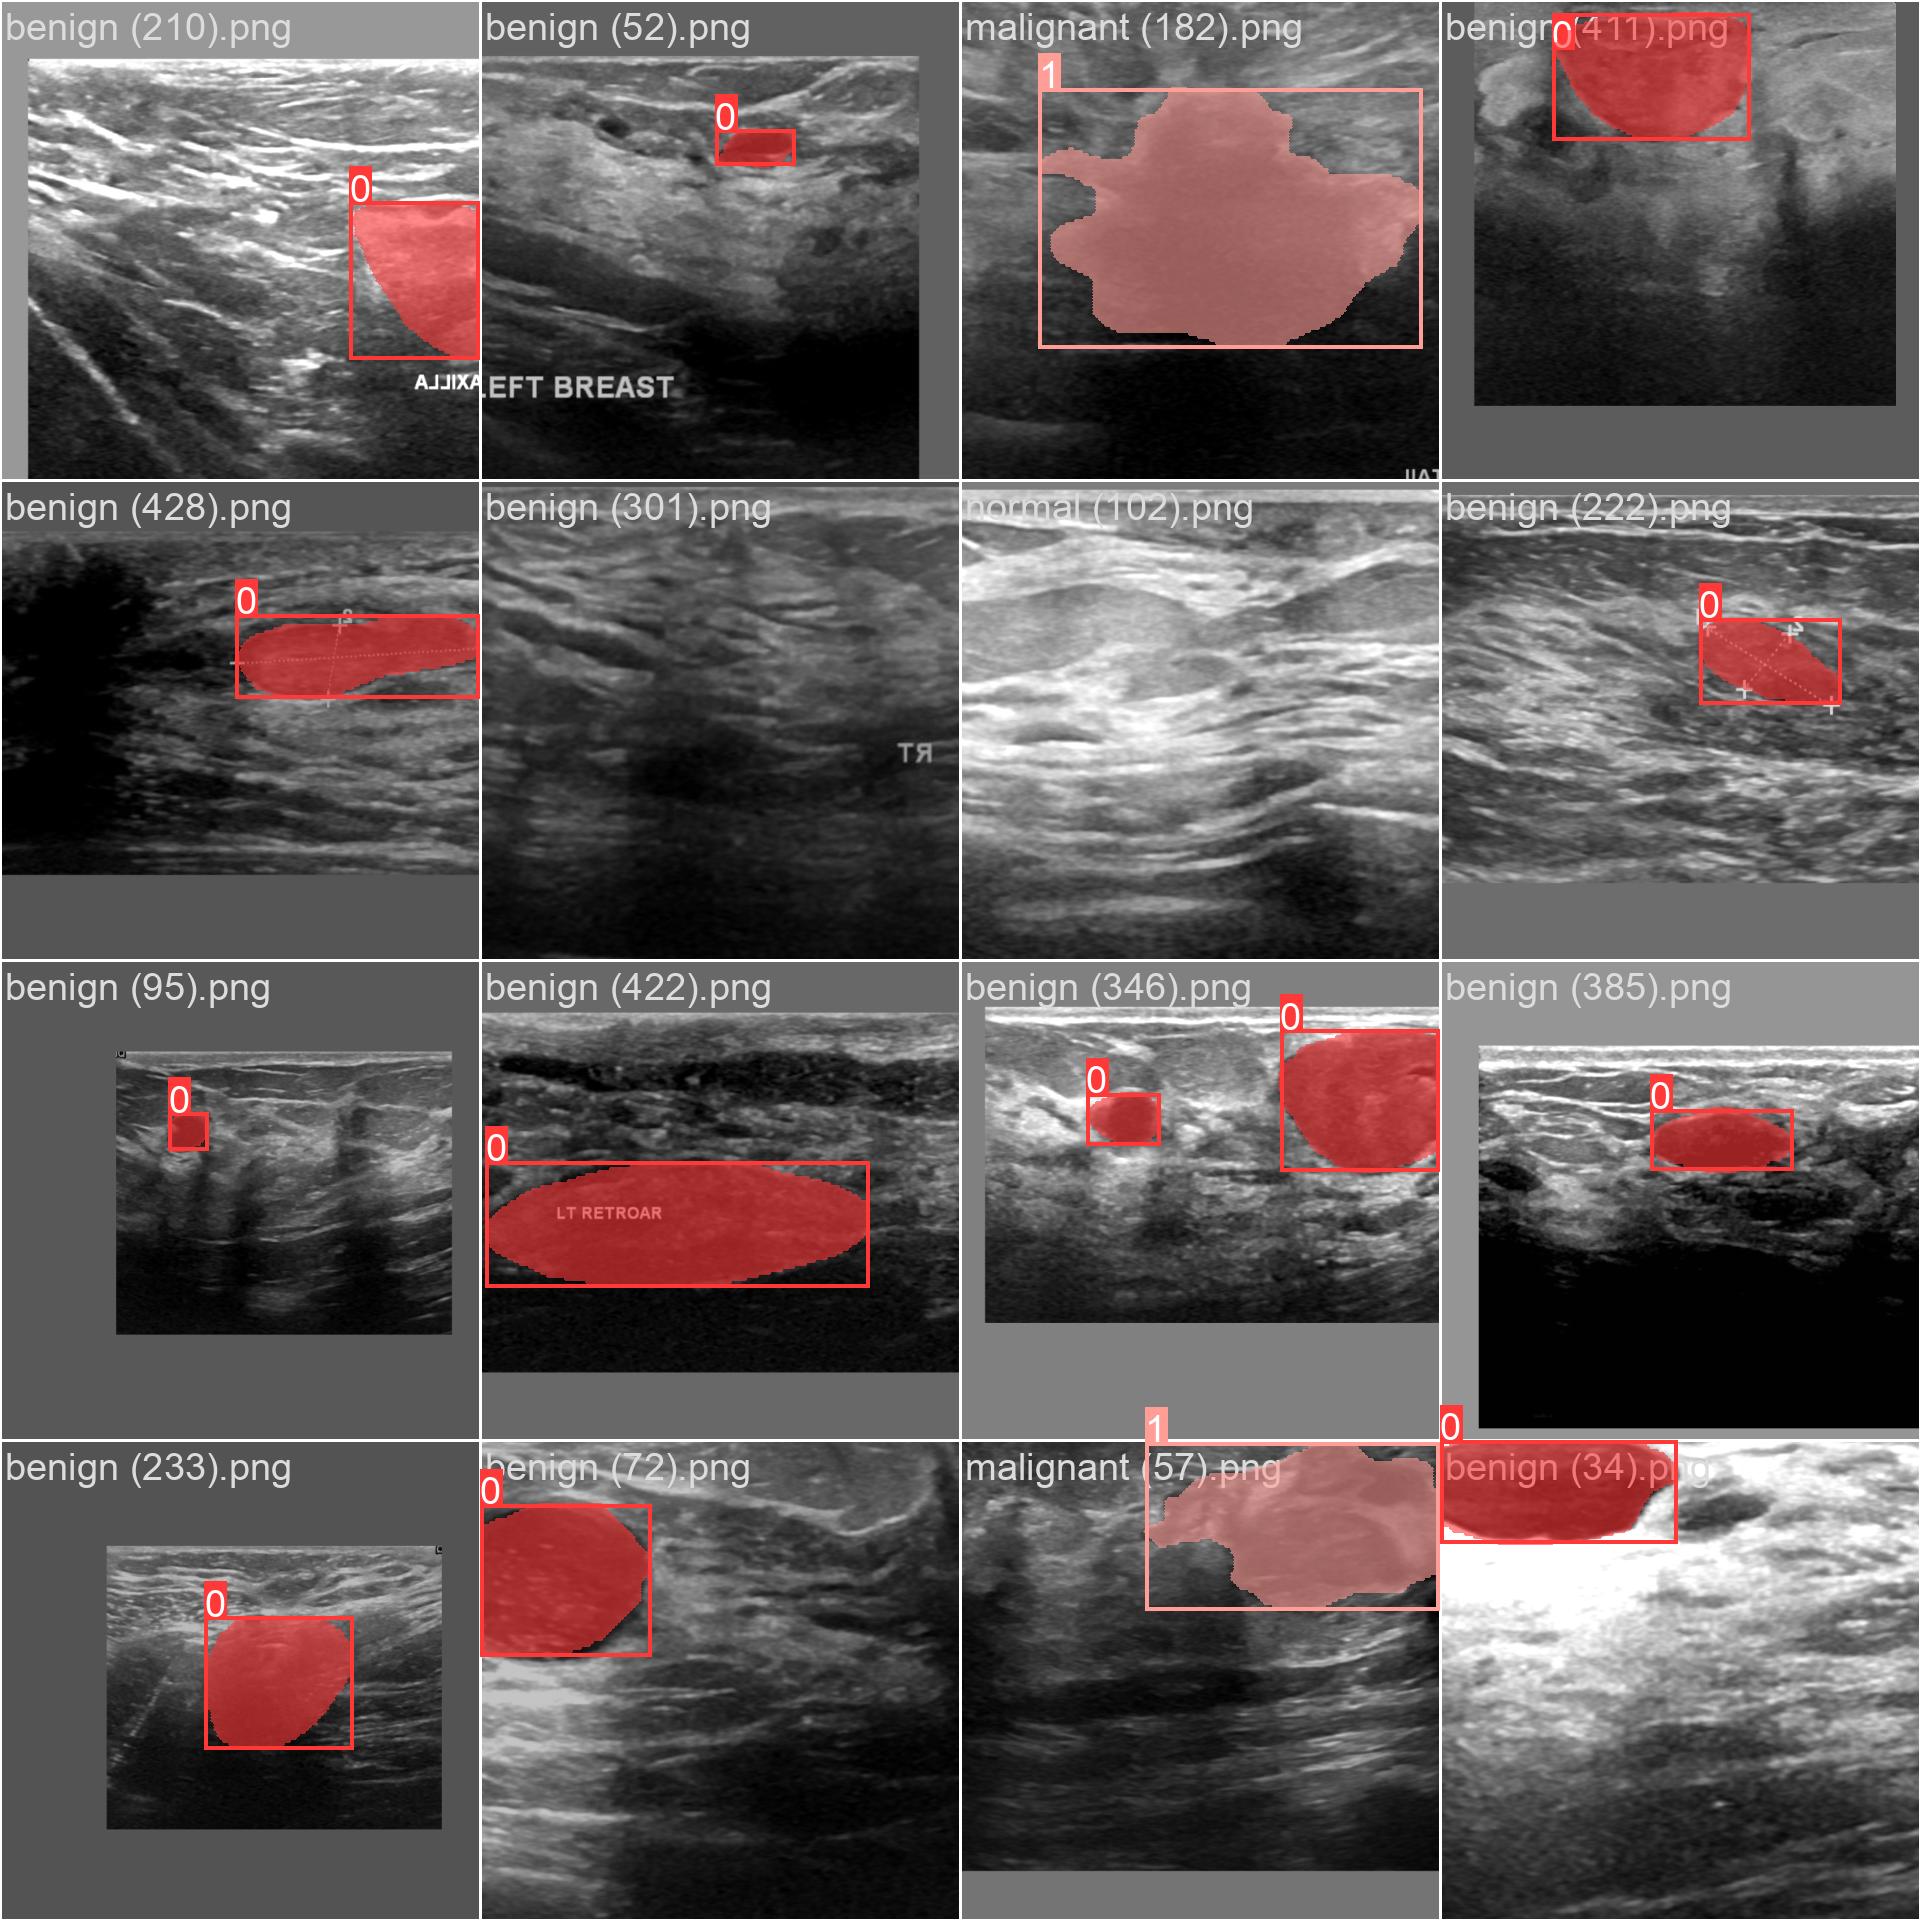 benign (210).png
0
AXILLA
benign (52).png
0
LEFT BREAST
malignant (182).png
1
benign (411).png
0
benign (428).png
0
2
benign (301).png
RT
normal (102).png
benign (222).png
0
2
benign (95).png
0
benign (422).png
0
LT RETROAR
benign (346).png
0
0
benign (385).png
0
benign (233).png
0
benign (72).png
0
malignant (57).png
1
benign (34).png
0